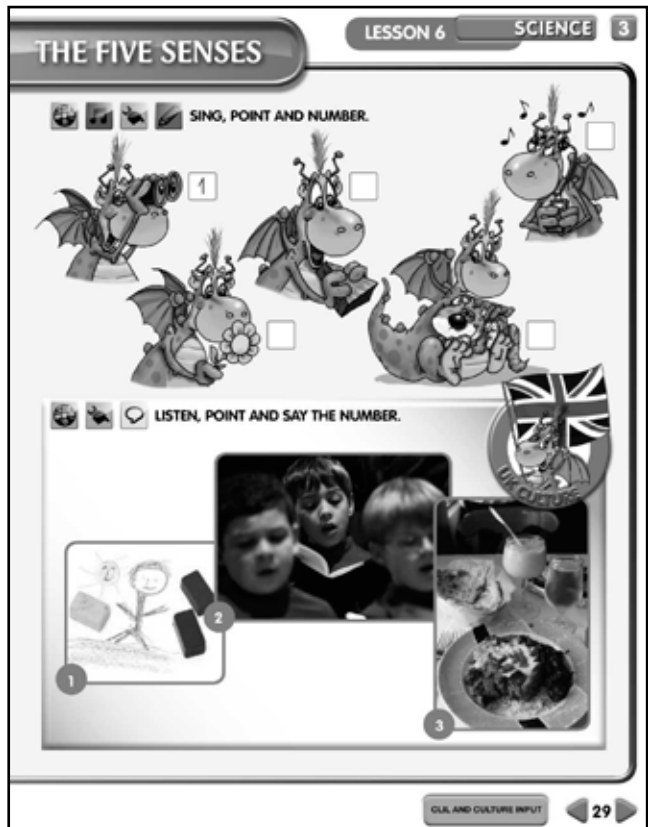 LESSON 6
SCIENCE 3
THE FIVE SENSES
SING, POINT AND NUMBER.
1
LISTEN, POINT AND SAY THE NUMBER.
UK CULTURE
1
2
3
CLIL AND CULTURE INPUT
29